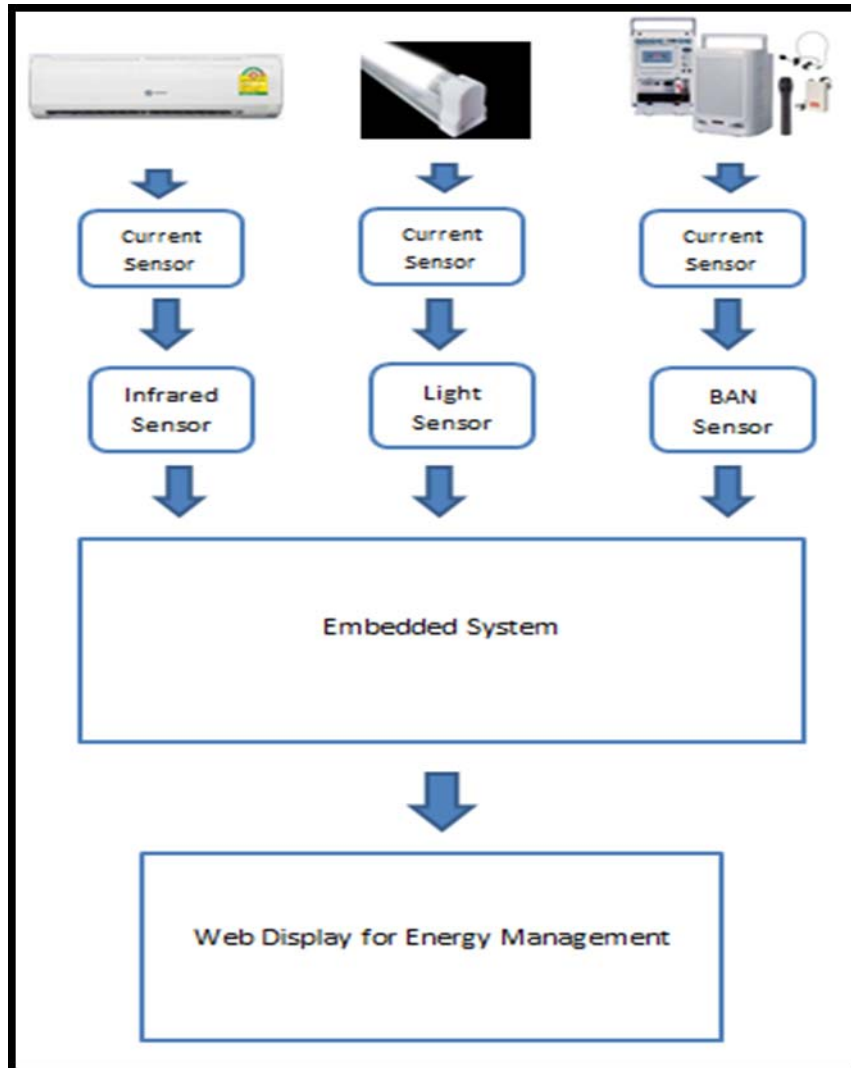 Current
Sensor
Current
Sensor
Current
Sensor
Infrared
Sensor
Light
Sensor
BAN
Sensor
Embedded System
Web Display for Energy Management